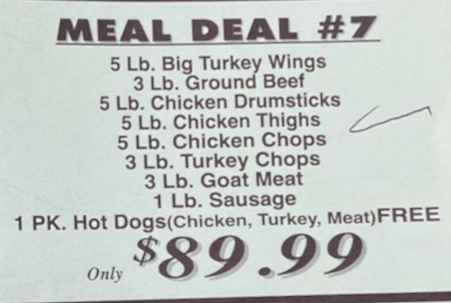 MEAL DEAL #7
5 Lb. Big Turkey Wings
3 Lb. Ground Beef
5 Lb. Chicken Drumsticks
5 Lb. Chicken Thighs
5 Lb. Chicken Chops
3 Lb. Turkey Chops
3 Lb. Goat Meat
1 Lb. Sausage
1 PK. Hot Dogs(Chicken, Turkey, Meat)FREE
Only $89.99